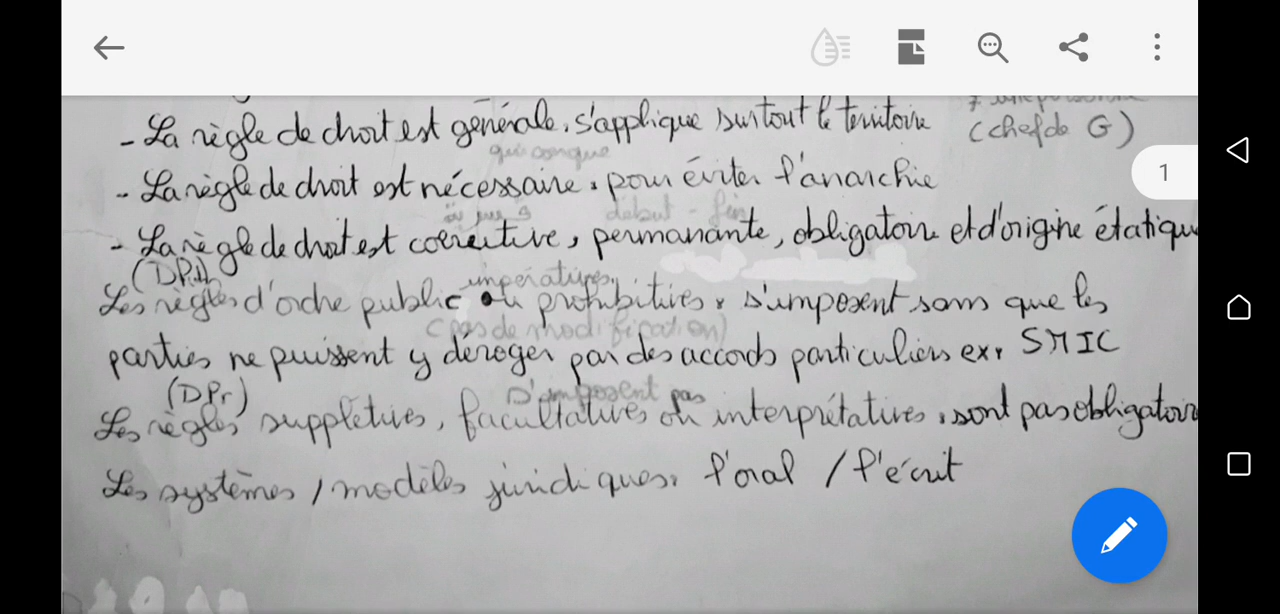 - La règle de droit est générale, s'applique sur tout le territoire (chef de G)
quiconque
- La règle de droit est nécessaire, pour éviter l'anarchie
début - fin
- La règle de droit est coercitive, permanante, obligatoire et d'origine étatique
impératives,
Les règles d'ordre public ou prohibitives, s'imposent sans que les
(pas de modification)
parties ne puissent y déroger par des accords particuliers ex, SMIC
(DPr) s'imposent pas
Les règles supplétives, facultatives ou interprétatives, sont pas obligatoire
Les systèmes / modèles juridiques, l'oral / l'écrit
1